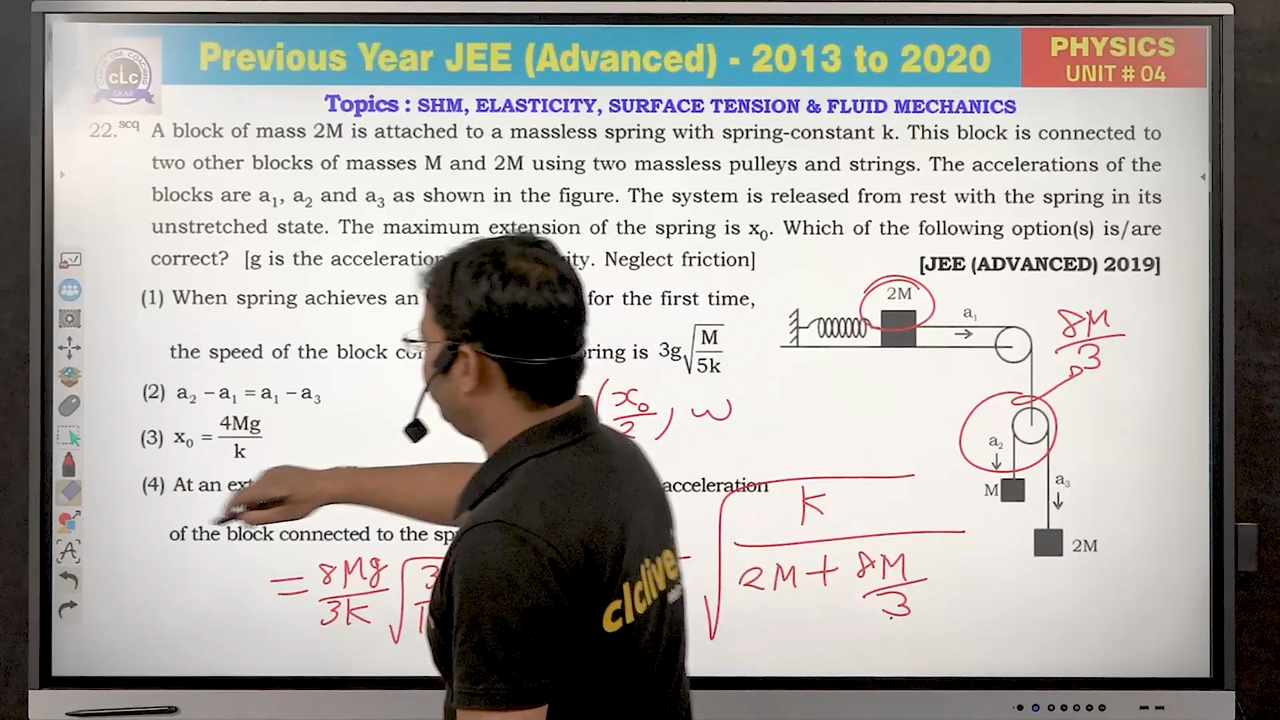 CLC
SIKAR
Previous Year JEE (Advanced) - 2013 to 2020
PHYSICS
UNIT # 04
Topics : SHM, ELASTICITY, SURFACE TENSION & FLUID MECHANICS
22.scq A block of mass 2M is attached to a massless spring with spring-constant k. This block is connected to
two other blocks of masses M and 2M using two massless pulleys and strings. The accelerations of the
blocks are a₁, a₂ and a₃ as shown in the figure. The system is released from rest with the spring in its
unstretched state. The maximum extension of the spring is x₀. Which of the following option(s) is/are
correct? [g is the acceleration ity. Neglect friction]
[JEE (ADVANCED) 2019]
(1) When spring achieves an for the first time,
the speed of the block ring is 3g√(M/5k)
(2) a₂ – a₁ = a₁ – a₃
(3) x₀ = 4Mg/k
(4) At an acceleration
of the block connected to the
2M
a₁
8M/3
a₂
a₃
M
2M
(x₀/2, ω
= 8Mg/3K √
√(K/(2M + 8M/3))
clclive